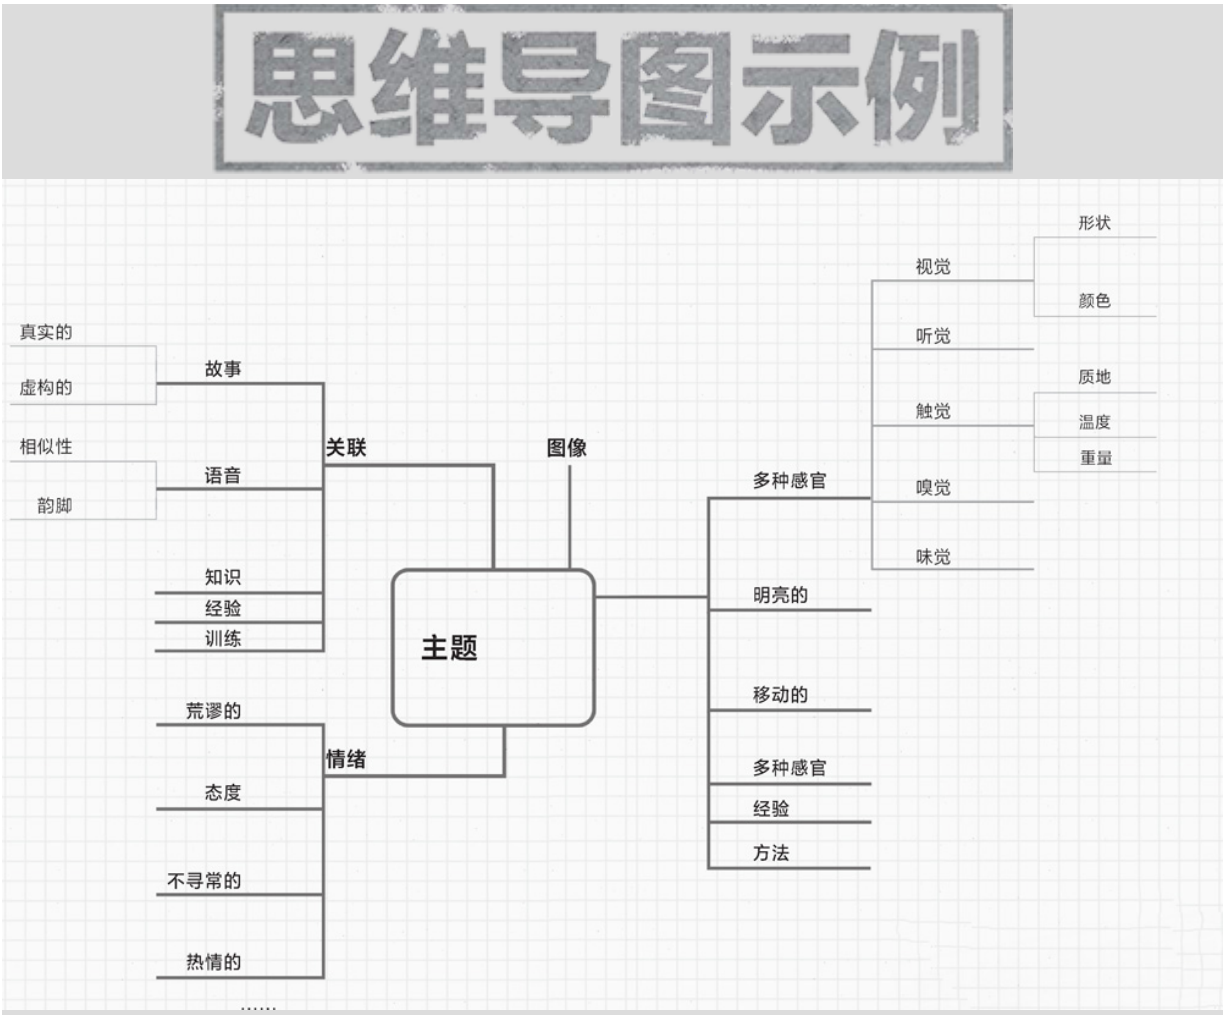 思维导图示例
主题
关联
故事
真实的
虚构的
语音
相似性
韵脚
知识
经验
训练
情绪
荒谬的
态度
不寻常的
热情的
……
图像
多种感官
视觉
形状
颜色
听觉
触觉
质地
温度
重量
嗅觉
味觉
明亮的
移动的
多种感官
经验
方法